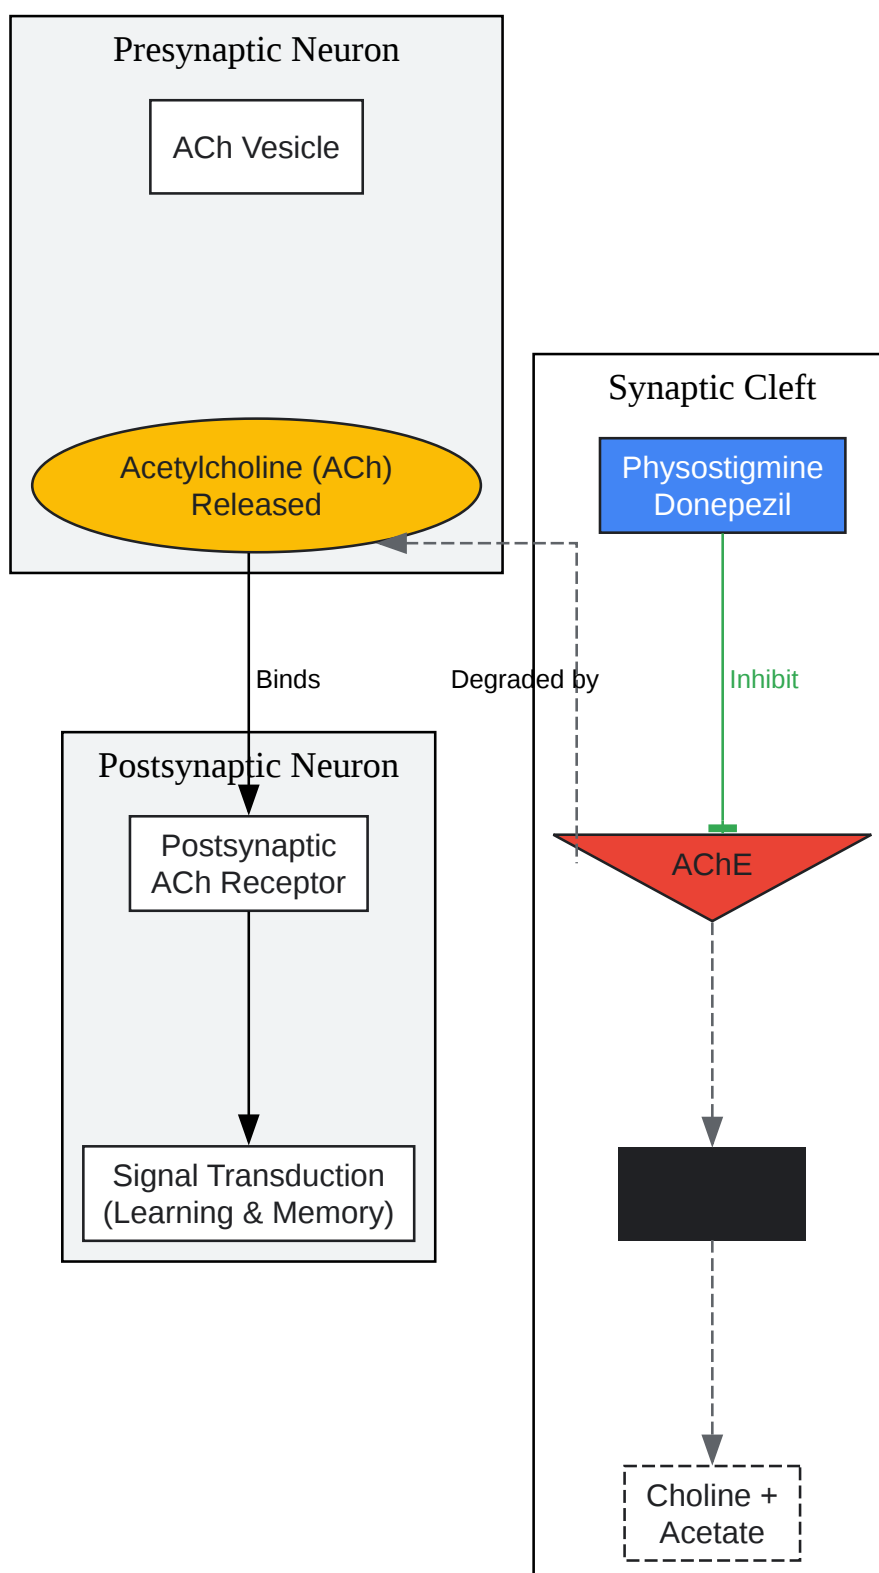 Presynaptic Neuron
ACh Vesicle
Acetylcholine (ACh)
Released
Synaptic Cleft
Physostigmine
Donepezil
Binds
Degraded by
Inhibit
Postsynaptic Neuron
Postsynaptic
ACh Receptor
AChE
Signal Transduction
(Learning & Memory)
Choline +
Acetate